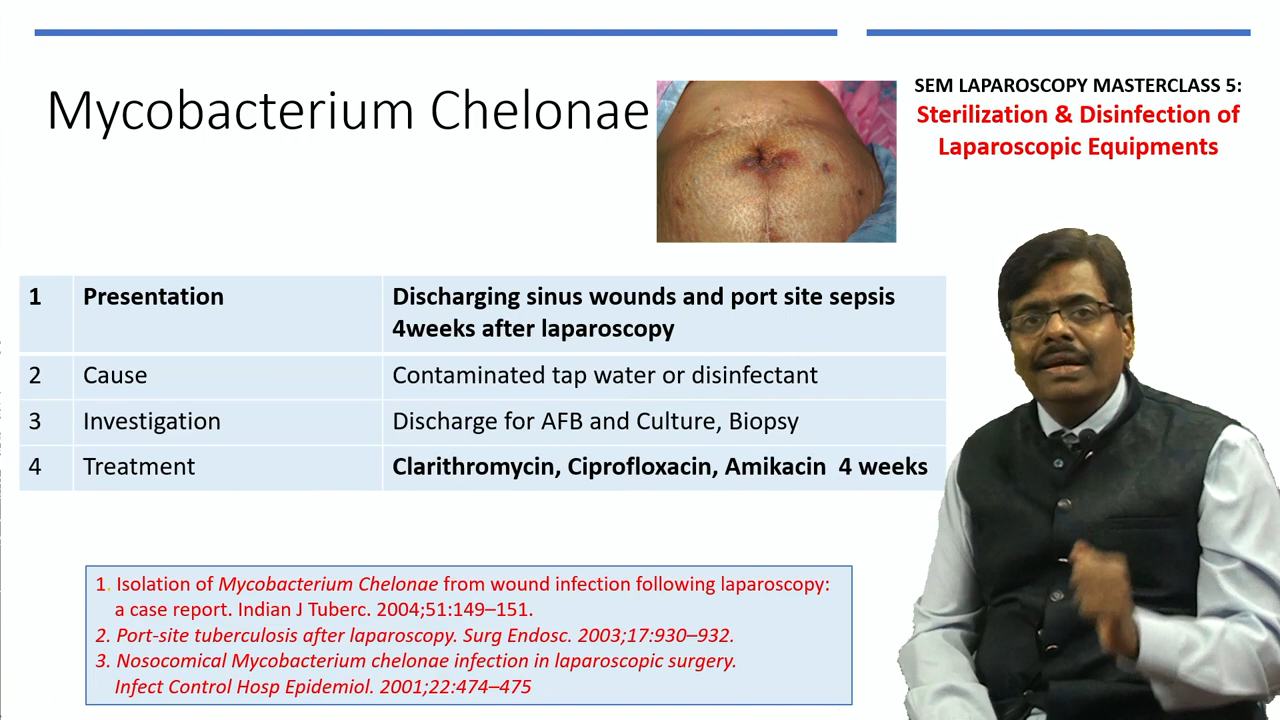 Mycobacterium Chelonae
SEM LAPAROSCOPY MASTERCLASS 5:
Sterilization & Disinfection of
Laparoscopic Equipments
1 Presentation Discharging sinus wounds and port site sepsis
4weeks after laparoscopy
2 Cause Contaminated tap water or disinfectant
3 Investigation Discharge for AFB and Culture, Biopsy
4 Treatment Clarithromycin, Ciprofloxacin, Amikacin 4 weeks
1. Isolation of Mycobacterium Chelonae from wound infection following laparoscopy:
a case report. Indian J Tuberc. 2004;51:149–151.
2. Port-site tuberculosis after laparoscopy. Surg Endosc. 2003;17:930–932.
3. Nosocomical Mycobacterium chelonae infection in laparoscopic surgery.
Infect Control Hosp Epidemiol. 2001;22:474–475